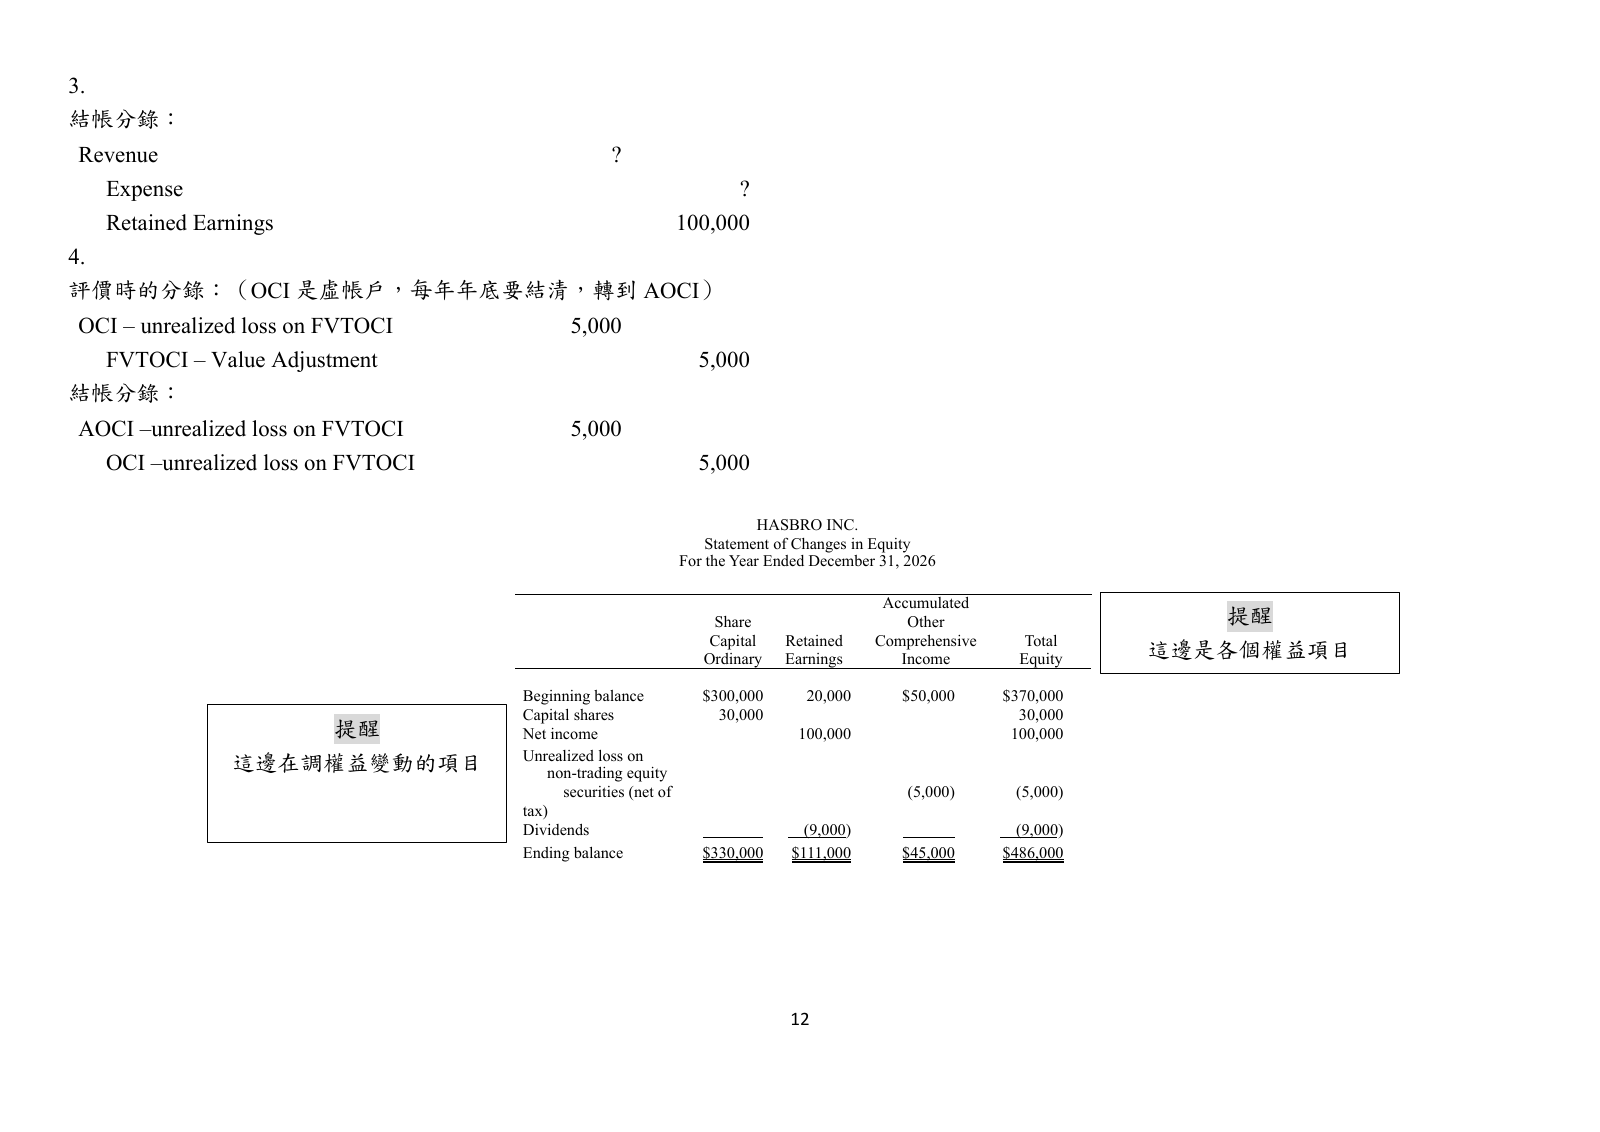 3.
結帳分錄：
Revenue ?
Expense ?
Retained Earnings 100,000
4.
評價時的分錄：（OCI 是虛帳戶，每年年底要結清，轉到 AOCI）
OCI – unrealized loss on FVTOCI 5,000
FVTOCI – Value Adjustment 5,000
結帳分錄：
AOCI –unrealized loss on FVTOCI 5,000
OCI –unrealized loss on FVTOCI 5,000
HASBRO INC.
Statement of Changes in Equity
For the Year Ended December 31, 2026
Accumulated
Share Other
Capital Retained Comprehensive Total
Ordinary Earnings Income Equity
提醒
這邊是各個權益項目
Beginning balance $300,000 20,000 $50,000 $370,000
Capital shares 30,000 30,000
Net income 100,000 100,000
Unrealized loss on
non-trading equity
securities (net of (5,000) (5,000)
tax)
Dividends (9,000) (9,000)
Ending balance $330,000 $111,000 $45,000 $486,000
提醒
這邊在調權益變動的項目
12